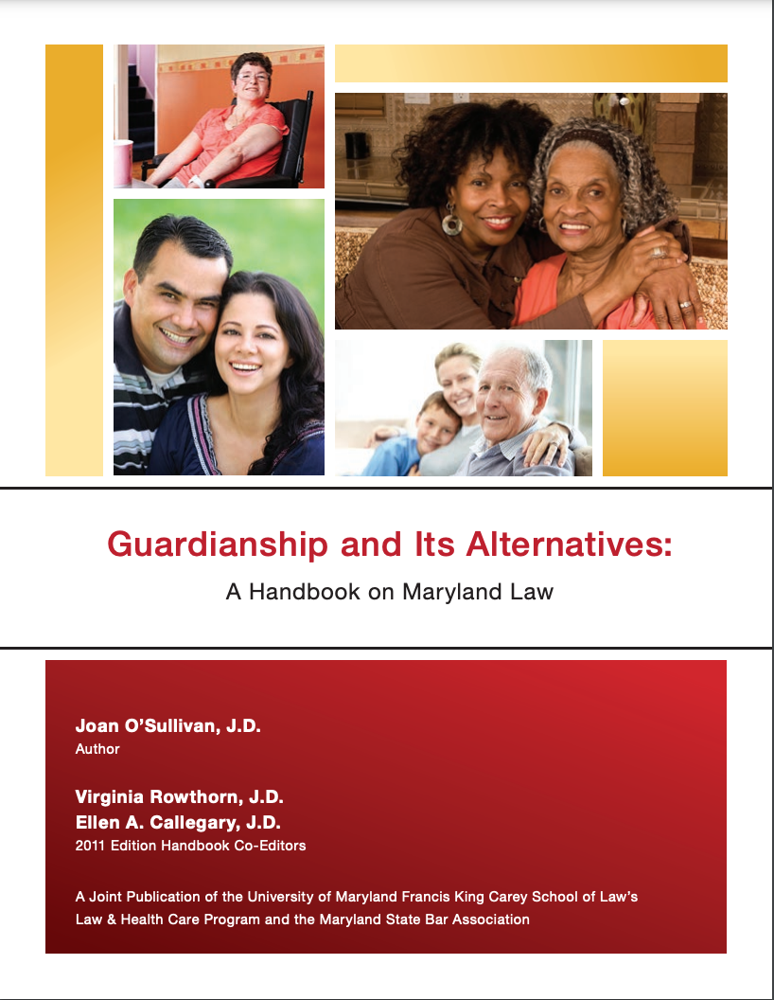 Guardianship and Its Alternatives:
A Handbook on Maryland Law
Joan O’Sullivan, J.D.
Author
Virginia Rowthorn, J.D.
Ellen A. Callegary, J.D.
2011 Edition Handbook Co-Editors
A Joint Publication of the University of Maryland Francis King Carey School of Law’s
Law & Health Care Program and the Maryland State Bar Association